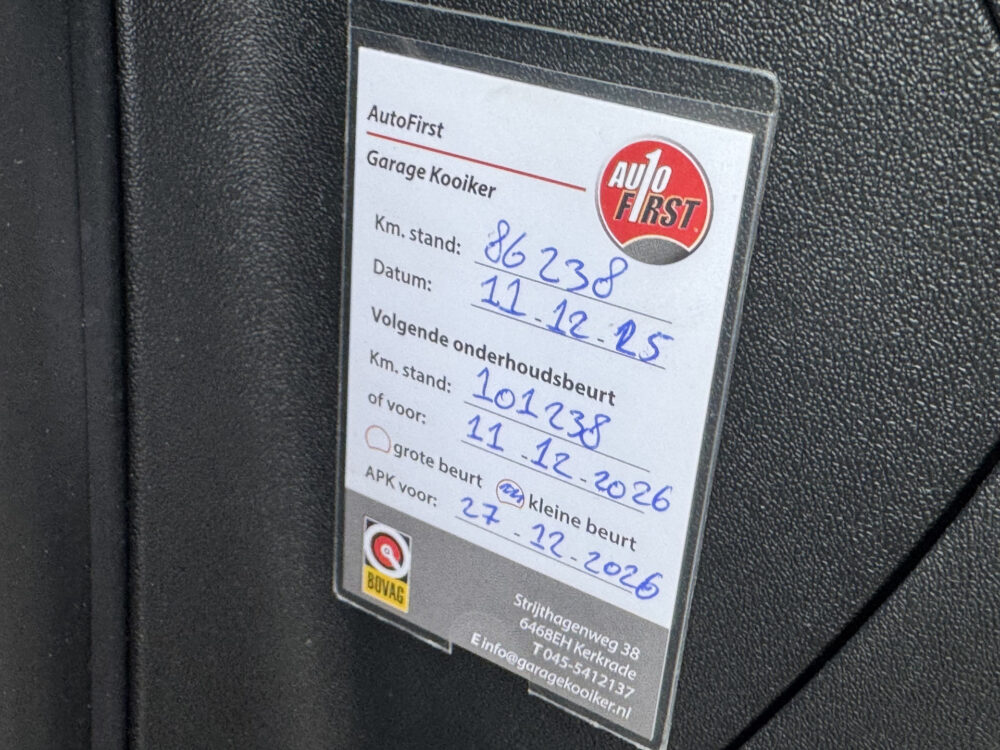 AutoFirst
Garage Kooiker
AUTO FIRST
Km. stand: 86238
Datum: 11-12-25
Volgende onderhoudsbeurt
Km. stand: 101238
of voor: 11-12-2026
grote beurt kleine beurt
APK voor: 27-12-2026
BOVAG
Strijthagenweg 38
6468EH Kerkrade
T 045-5412137
E info@garagekooiker.nl